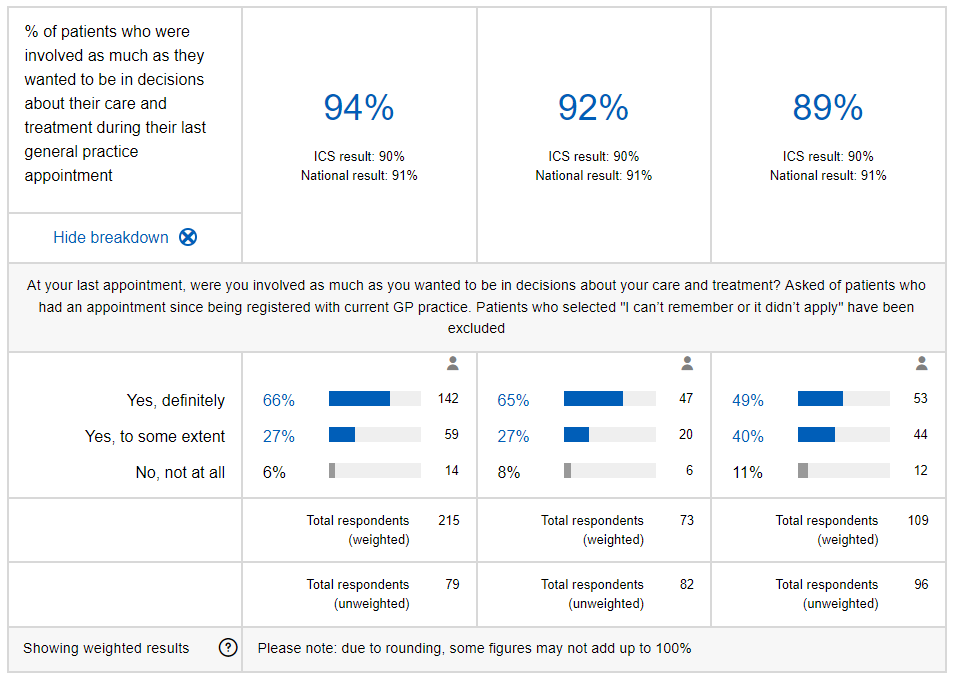 % of patients who were
involved as much as they
wanted to be in decisions
about their care and
treatment during their last
general practice
appointment
94%
ICS result: 90%
National result: 91%
92%
ICS result: 90%
National result: 91%
89%
ICS result: 90%
National result: 91%
Hide breakdown
At your last appointment, were you involved as much as you wanted to be in decisions about your care and treatment? Asked of patients who
had an appointment since being registered with current GP practice. Patients who selected "I can’t remember or it didn’t apply" have been
excluded
Yes, definitely 66% 142 65% 47 49% 53
Yes, to some extent 27% 59 27% 20 40% 44
No, not at all 6% 14 8% 6 11% 12
Total respondents 215 Total respondents 73 Total respondents 109
(weighted) (weighted) (weighted)
Total respondents 79 Total respondents 82 Total respondents 96
(unweighted) (unweighted) (unweighted)
Showing weighted results ? Please note: due to rounding, some figures may not add up to 100%